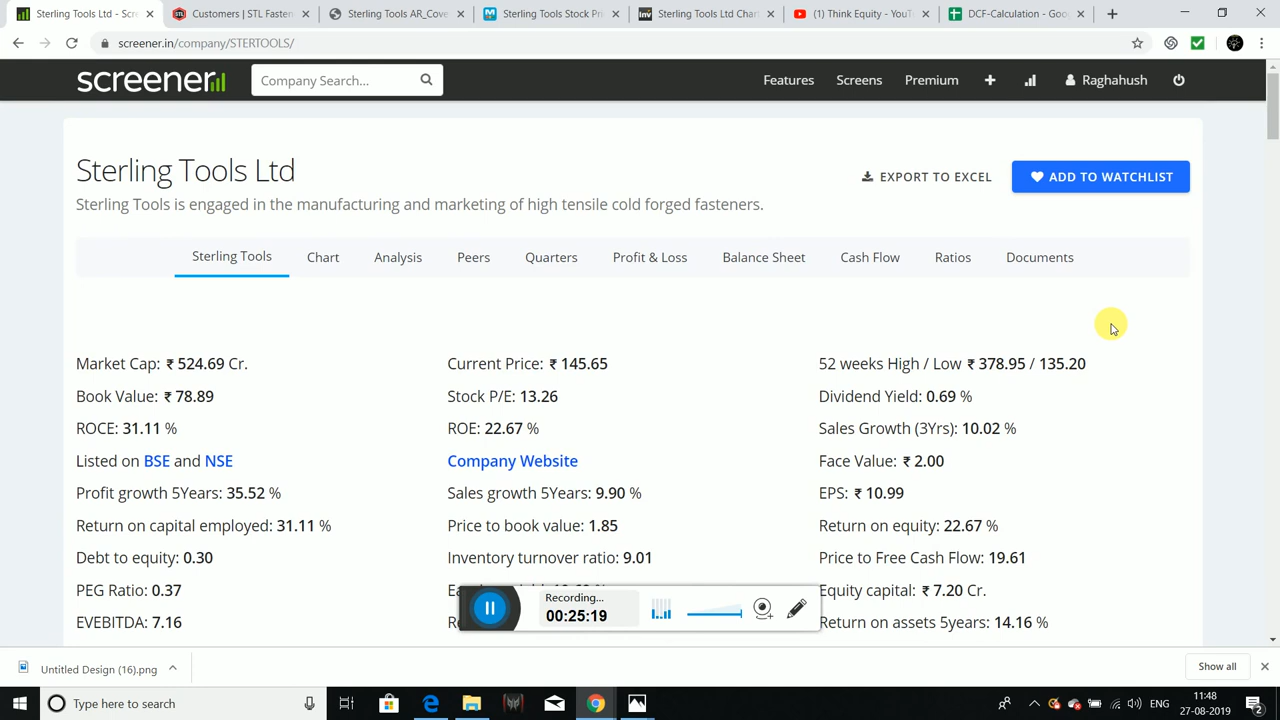 Sterling Tools Ltd - Scre
Customers | STL Fasten
Sterling Tools AR_Cove
Sterling Tools Stock Pr
Sterling Tools Ltd Char
(1) Think Equity - YouT
DCF-Calculation - Goo
screener.in/company/STERTOOLS/
screener
Company Search...
Features
Screens
Premium
Raghahush
Sterling Tools Ltd
EXPORT TO EXCEL
ADD TO WATCHLIST
Sterling Tools is engaged in the manufacturing and marketing of high tensile cold forged fasteners.
Sterling Tools
Chart
Analysis
Peers
Quarters
Profit & Loss
Balance Sheet
Cash Flow
Ratios
Documents
Market Cap: ₹ 524.69 Cr.
Current Price: ₹ 145.65
52 weeks High / Low ₹ 378.95 / 135.20
Book Value: ₹ 78.89
Stock P/E: 13.26
Dividend Yield: 0.69 %
ROCE: 31.11 %
ROE: 22.67 %
Sales Growth (3Yrs): 10.02 %
Listed on BSE and NSE
Company Website
Face Value: ₹ 2.00
Profit growth 5Years: 35.52 %
Sales growth 5Years: 9.90 %
EPS: ₹ 10.99
Return on capital employed: 31.11 %
Price to book value: 1.85
Return on equity: 22.67 %
Debt to equity: 0.30
Inventory turnover ratio: 9.01
Price to Free Cash Flow: 19.61
PEG Ratio: 0.37
Equity capital: ₹ 7.20 Cr.
EVEBITDA: 7.16
Return on assets 5years: 14.16 %
Recording...
00:25:19
Untitled Design (16).png
Show all
Type here to search
ENG
11:48
27-08-2019
2